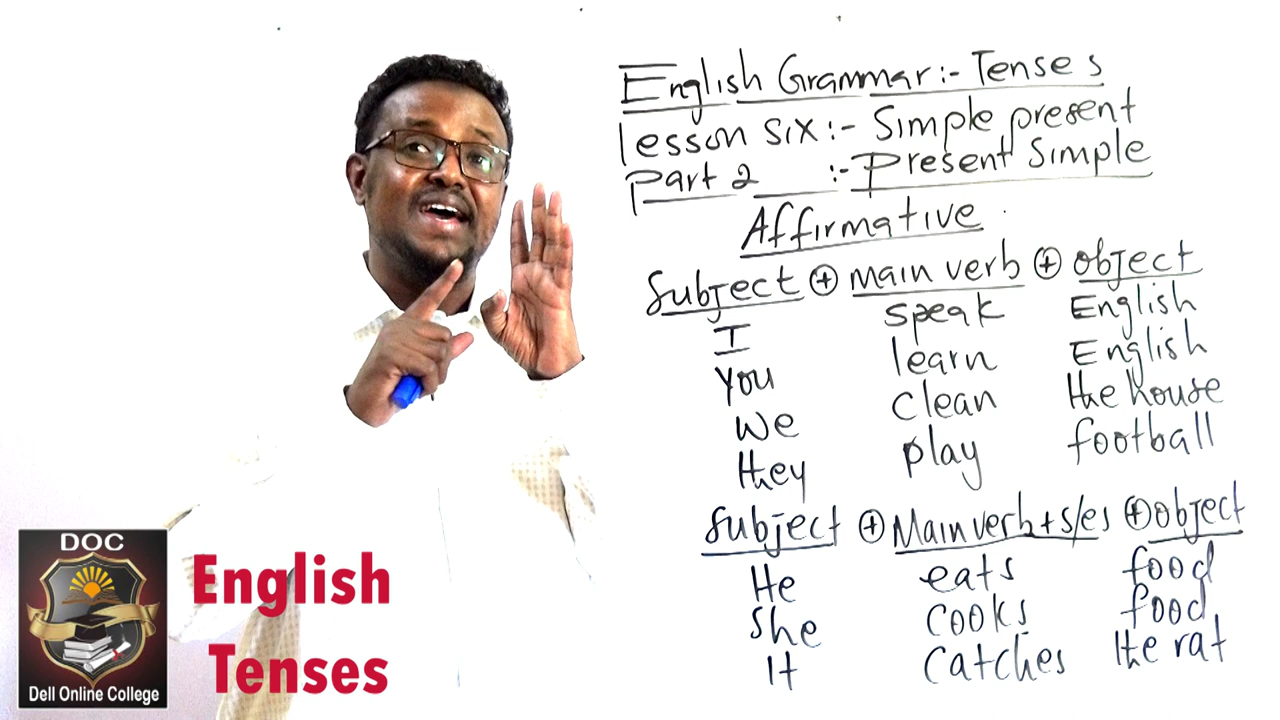 English Grammar:- Tenses
lesson six:- Simple present
Part 2 :- Present Simple
Affirmative
Subject + main verb + object
I speak English
You learn English
We clean the house
they play football
Subject + Main verb + s/es + object
He eats food
She cooks food
It catches the rat
DOC
Dell Online College
English
Tenses